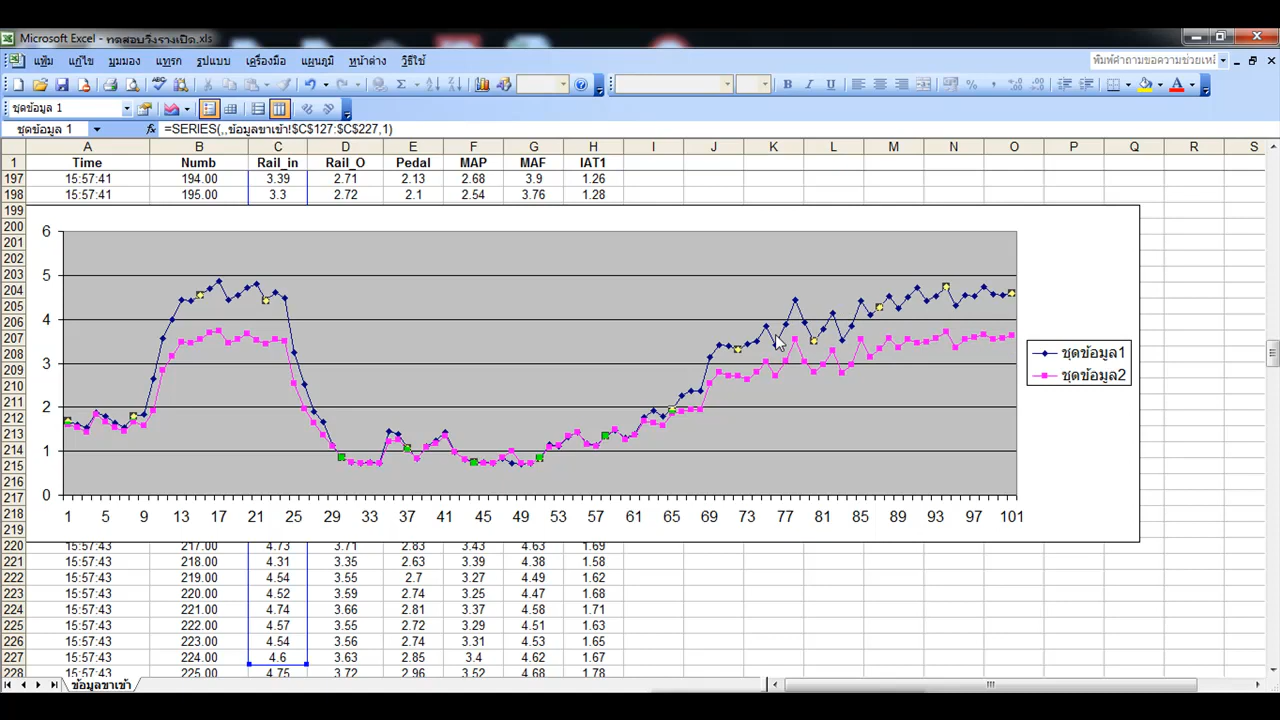 Microsoft Excel - ทดสอบวิ่งรางเปิด.xls
แฟ้ม แก้ไข มุมมอง แทรก รูปแบบ เครื่องมือ แผนภูมิ หน้าต่าง วิธีใช้ พิมพ์คำถามขอความช่วยเหลือ
B I U
ชุดข้อมูล 1
ชุดข้อมูล 1 fx =SERIES(,,ข้อมูลขาเข้า!$C$127:$C$227,1)
A B C D E F G H I J K L M N O P Q R S
1 Time Numb Rail_in Rail_O Pedal MAP MAF IAT1
197 15:57:41 194.00 3.39 2.71 2.13 2.68 3.9 1.26
198 15:57:41 195.00 3.3 2.72 2.1 2.54 3.76 1.28
199
200
201
202
203
204
205
206
207
208
209
210
211
212
213
214
215
216
217
218
219
6
5
4
3
2
1
0
1 5 9 13 17 21 25 29 33 37 41 45 49 53 57 61 65 69 73 77 81 85 89 93 97 101
ชุดข้อมูล1
ชุดข้อมูล2
220 15:57:43 217.00 4.73 3.71 2.83 3.43 4.63 1.69
221 15:57:43 218.00 4.31 3.35 2.63 3.39 4.38 1.58
222 15:57:43 219.00 4.54 3.55 2.7 3.27 4.49 1.62
223 15:57:43 220.00 4.52 3.59 2.74 3.25 4.47 1.68
224 15:57:43 221.00 4.74 3.66 2.81 3.37 4.58 1.71
225 15:57:43 222.00 4.57 3.55 2.72 3.29 4.51 1.63
226 15:57:43 223.00 4.54 3.56 2.74 3.31 4.53 1.65
227 15:57:43 224.00 4.6 3.63 2.85 3.4 4.62 1.67
228 15:57:43 225.00 4.75 3.72 2.96 3.52 4.68 1.78
ข้อมูลขาเข้า